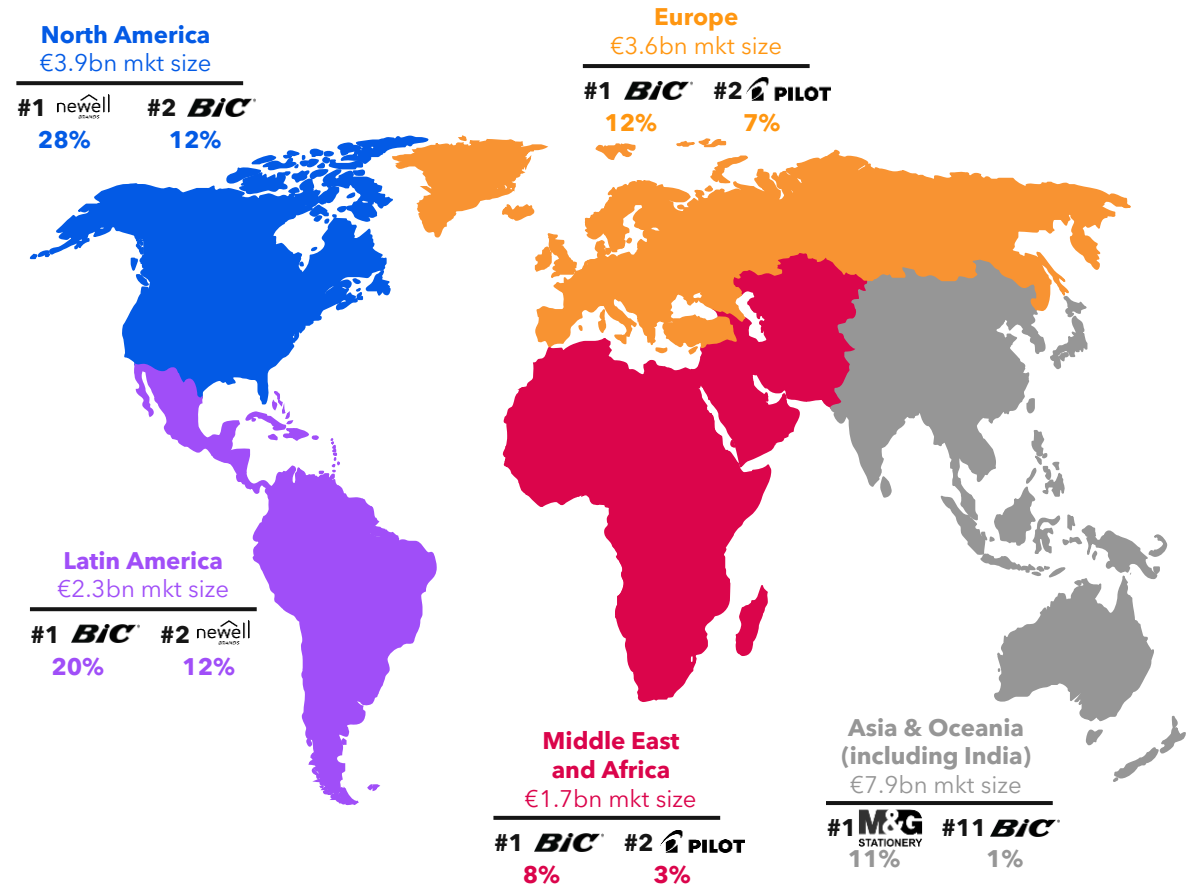 North America
€3.9bn mkt size
#1 newell BRANDS #2 BiC®
28% 12%
Europe
€3.6bn mkt size
#1 BiC® #2 PILOT
12% 7%
Latin America
€2.3bn mkt size
#1 BiC® #2 newell BRANDS
20% 12%
Middle East
and Africa
€1.7bn mkt size
#1 BiC® #2 PILOT
8% 3%
Asia & Oceania
(including India)
€7.9bn mkt size
#1 M&G STATIONERY #11 BiC®
11% 1%